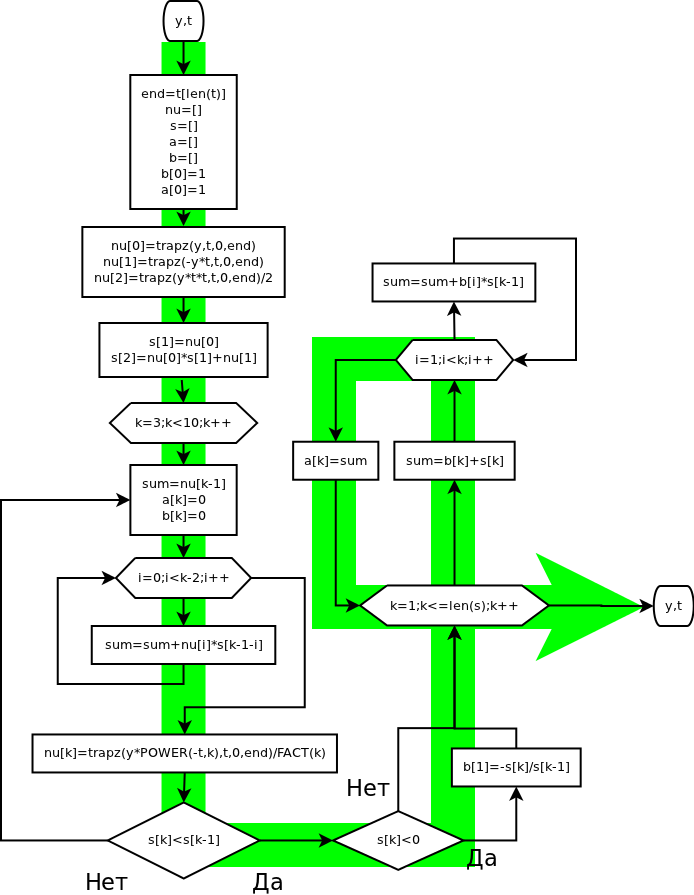 y,t
end=t[len(t)]
nu=[]
s=[]
a=[]
b=[]
b[0]=1
a[0]=1
nu[0]=trapz(y,t,0,end)
nu[1]=trapz(-y*t,t,0,end)
nu[2]=trapz(y*t*t,t,0,end)/2
s[1]=nu[0]
s[2]=nu[0]*s[1]+nu[1]
k=3;k<10;k++
sum=nu[k-1]
a[k]=0
b[k]=0
i=0;i<k-2;i++
sum=sum+nu[i]*s[k-1-i]
nu[k]=trapz(y*POWER(-t,k),t,0,end)/FACT(k)
s[k]<s[k-1]
Нет
Да
s[k]<0
Нет
Да
b[1]=-s[k]/s[k-1]
k=1;k<=len(s);k++
sum=b[k]+s[k]
i=1;i<k;i++
sum=sum+b[i]*s[k-1]
a[k]=sum
y,t